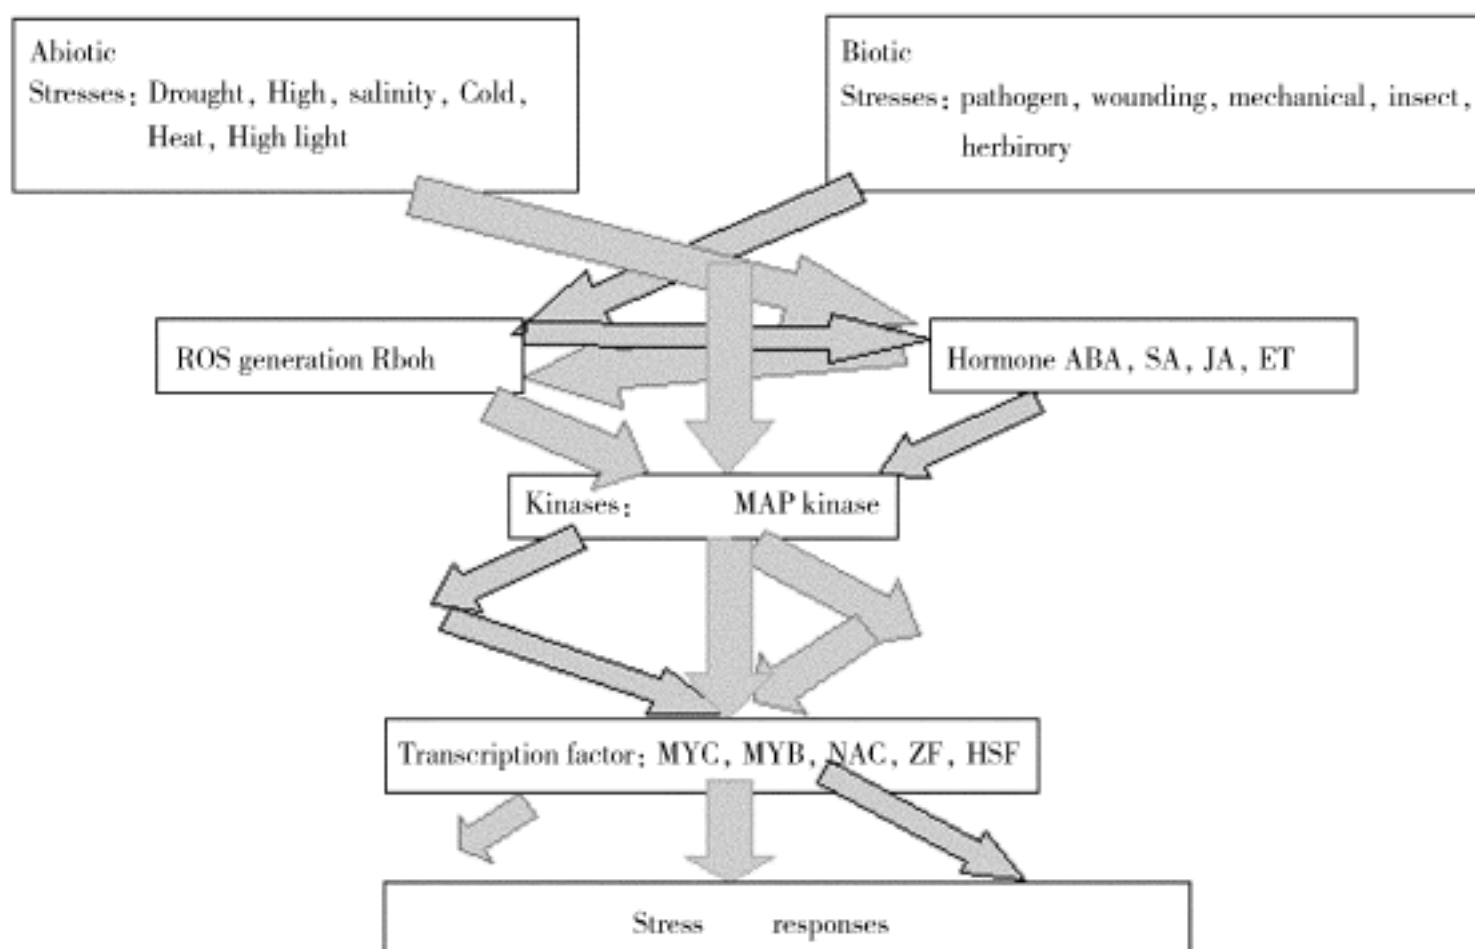 Abiotic
Stresses: Drought, High, salinity, Cold,
Heat, High light
Biotic
Stresses: pathogen, wounding, mechanical, insect,
herbirory
ROS generation Rboh
Hormone ABA, SA, JA, ET
Kinases: MAP kinase
Transcription factor: MYC, MYB, NAC, ZF, HSF
Stress responses